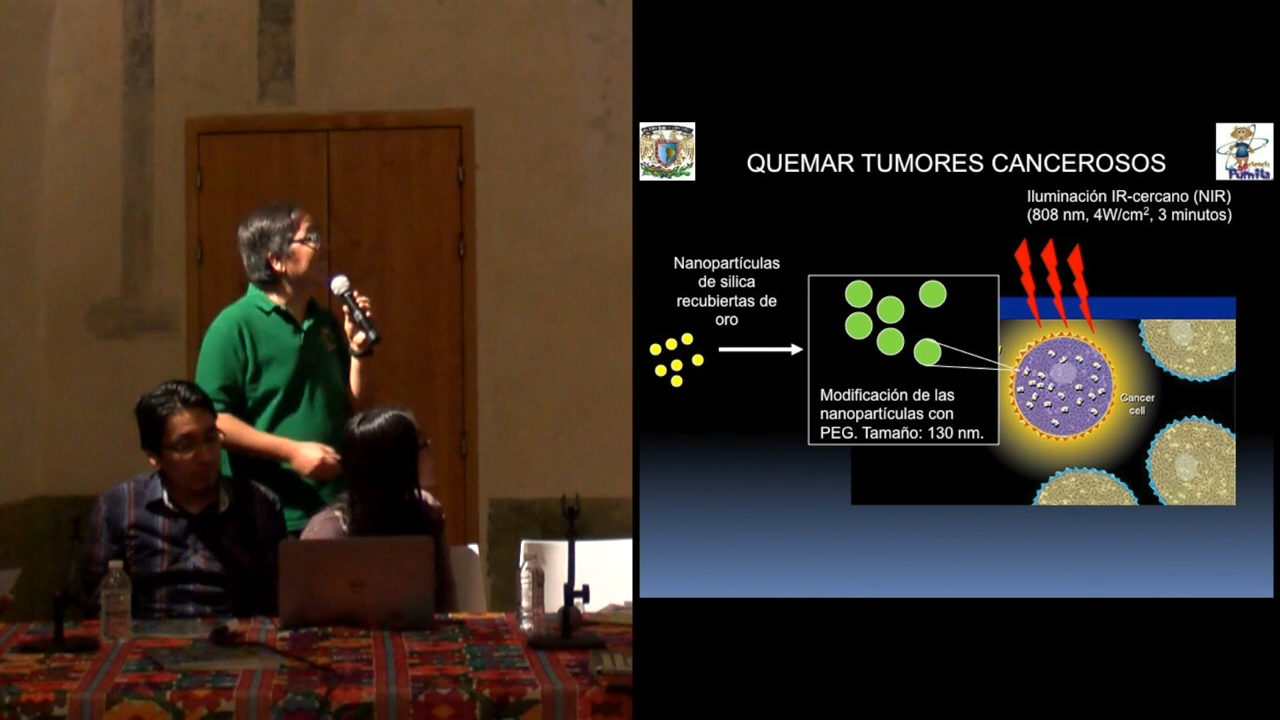 QUEMAR TUMORES CANCEROSOS
Iluminación IR-cercano (NIR)
(808 nm, 4W/cm², 3 minutos)
Nanopartículas
de silica
recubiertas de
oro
Modificación de las
nanopartículas con
PEG. Tamaño: 130 nm.
Cancer
cell
Pumita